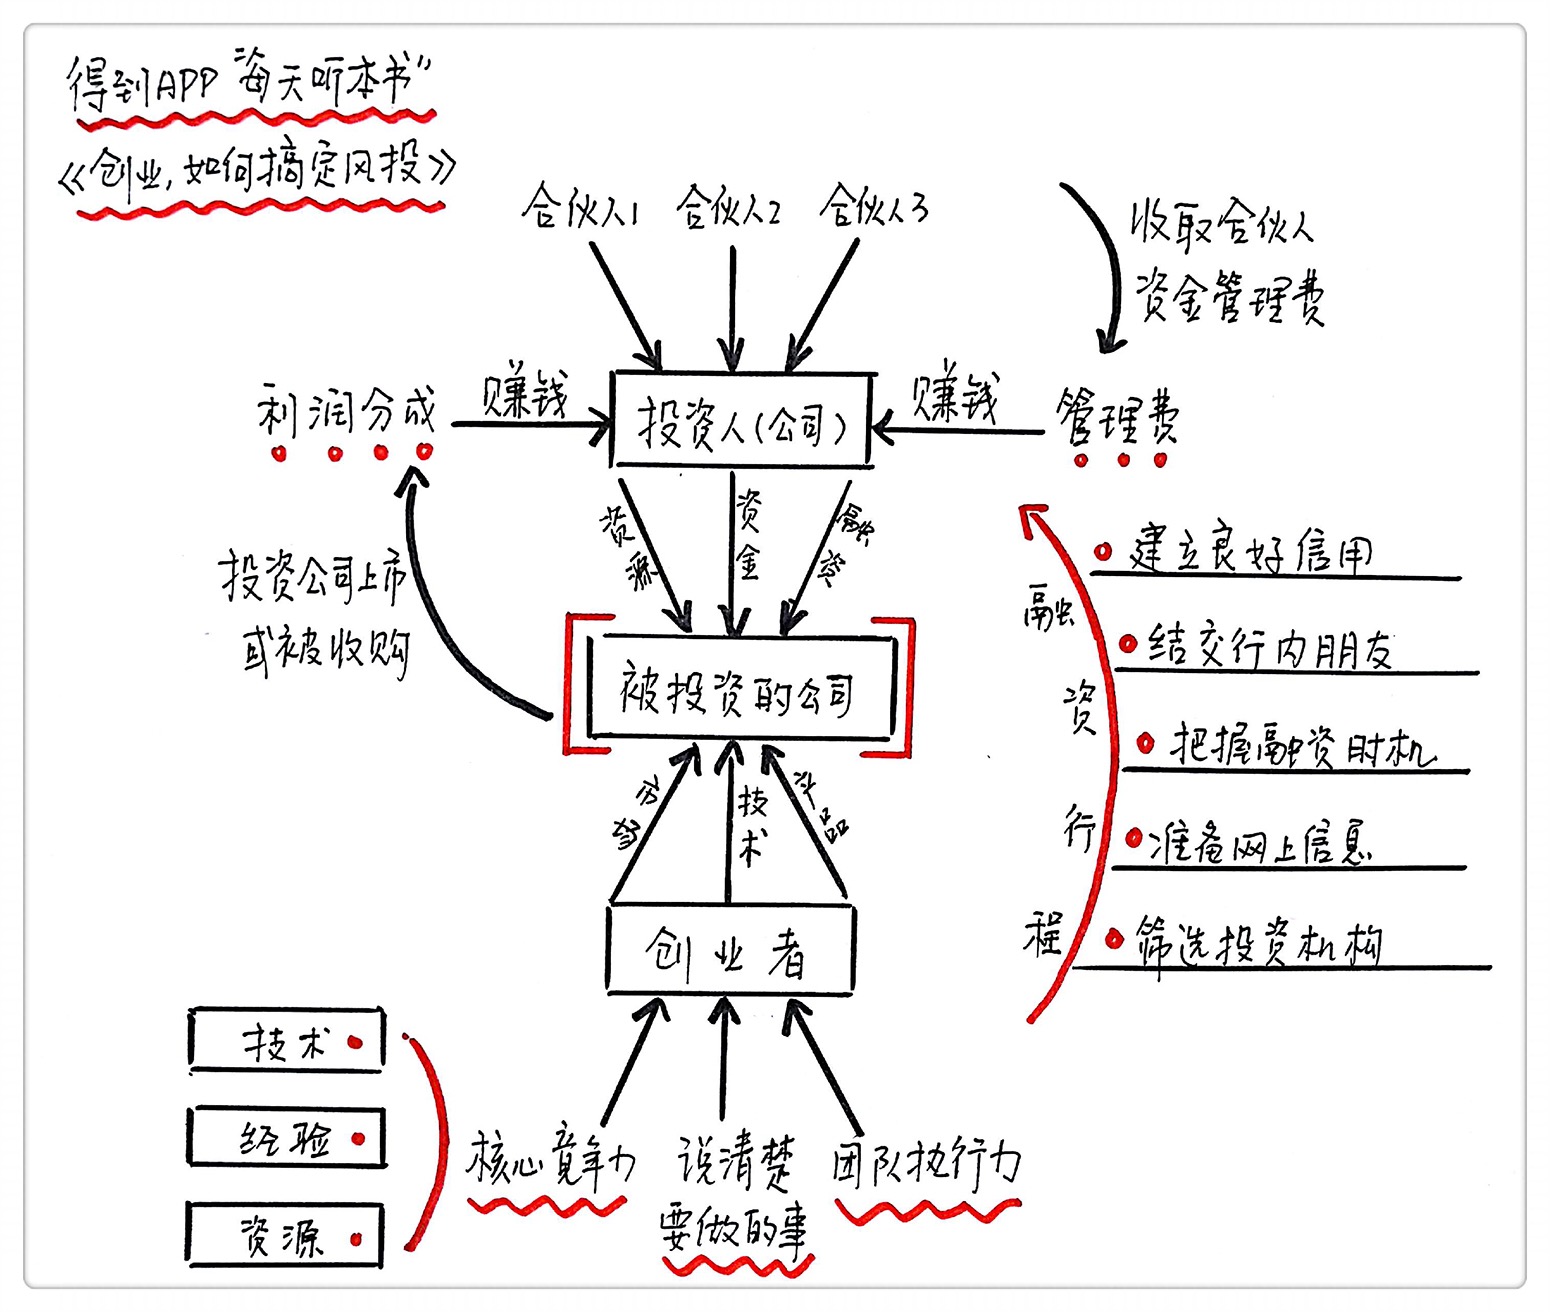 得到APP“每天听本书”
《创业,如何搞定风投》
合伙人1 合伙人2 合伙人3
收取合伙人
资金管理费
利润分成
赚钱
投资人(公司)
赚钱
管理费
资源
资金
融资
投资公司上市
或被收购
被投资的公司
技术
产品
创业者
融资行程
建立良好信用
结交行内朋友
把握融资时机
准备网上信息
筛选投资机构
技术
经验
资源
核心竞争力
说清楚
要做的事
团队执行力